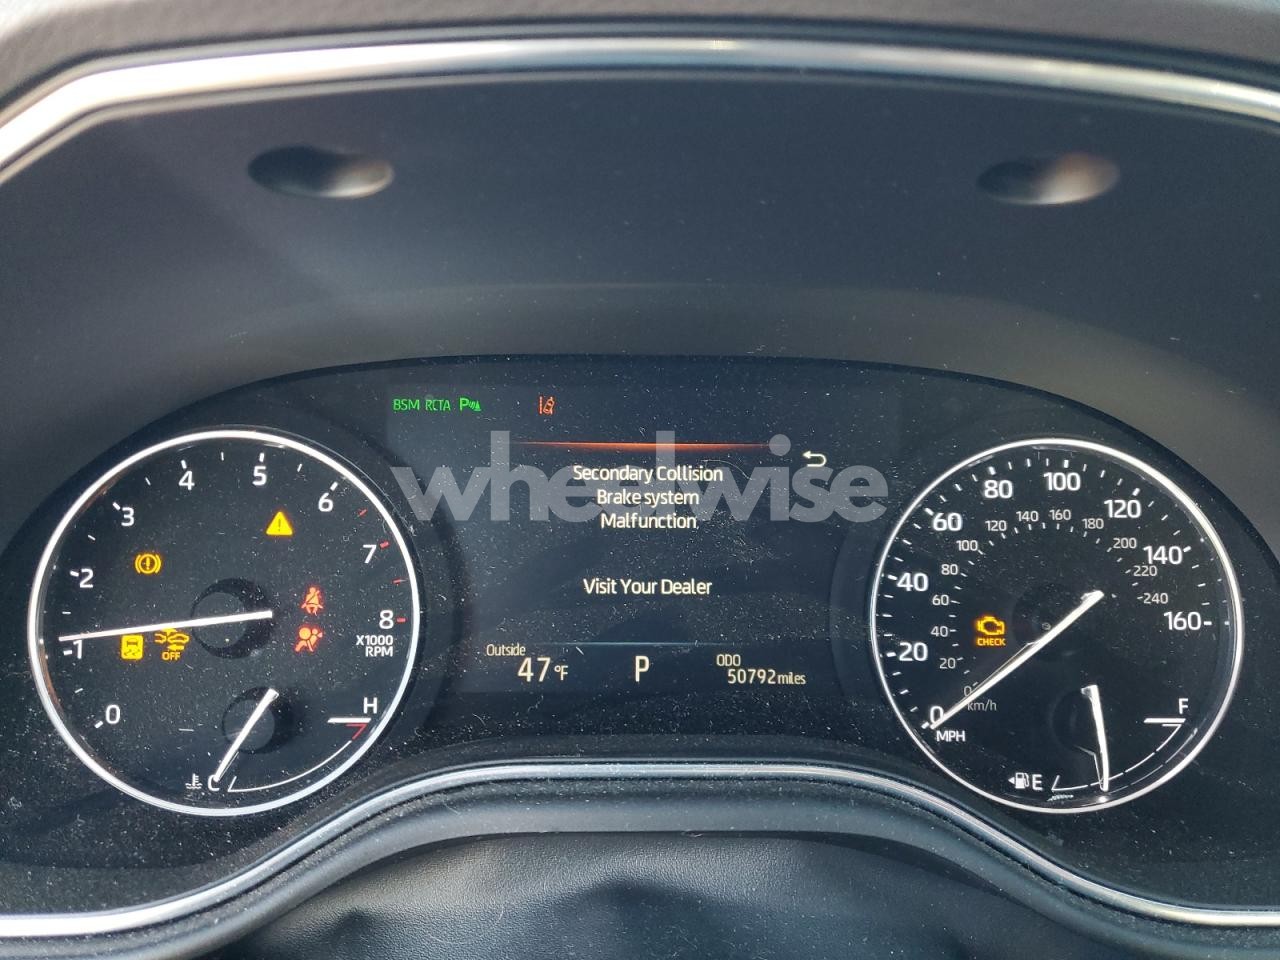 BSM RCTA P
wheelwise
Secondary Collision
Brake system
Malfunction
Visit Your Dealer
Outside
47°F
P
ODO
50792 miles
0
1
2
3
4
5
6
7
8
X1000
RPM
OFF
H
C
0
20
40
60
80
100
120
140
160
MPH
0
20
40
60
80
100
120
140
160
180
200
220
240
km/h
CHECK
E
F